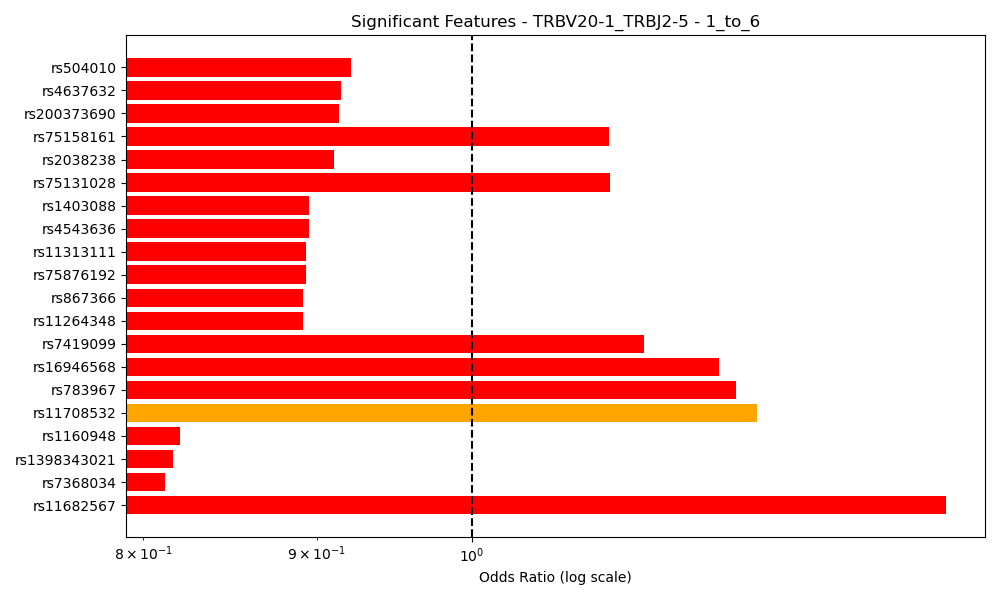 Significant Features - TRBV20-1_TRBJ2-5 - 1_to_6
rs504010
rs4637632
rs200373690
rs75158161
rs2038238
rs75131028
rs1403088
rs4543636
rs11313111
rs75876192
rs867366
rs11264348
rs7419099
rs16946568
rs783967
rs11708532
rs1160948
rs1398343021
rs7368034
rs11682567
8 × 10⁻¹ 9 × 10⁻¹ 10⁰
Odds Ratio (log scale)